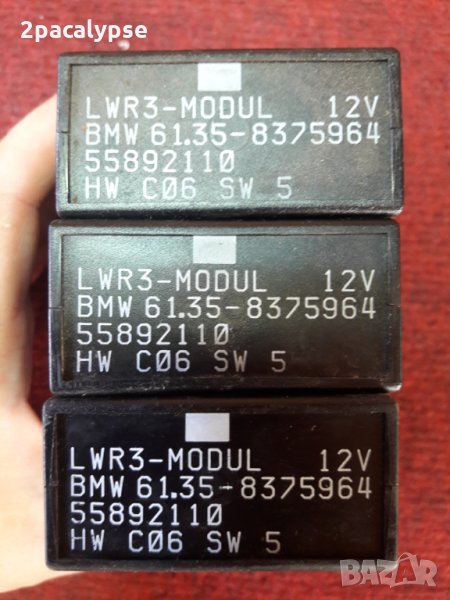 2pacalypse
LWR3-MODUL 12V
BMW 61.35-8375964
55892110
HW C06 SW 5
LWR3-MODUL 12V
BMW 61.35-8375964
55892110
HW C06 SW 5
LWR3-MODUL 12V
BMW 61.35-8375964
55892110
HW C06 SW 5
BAZAR